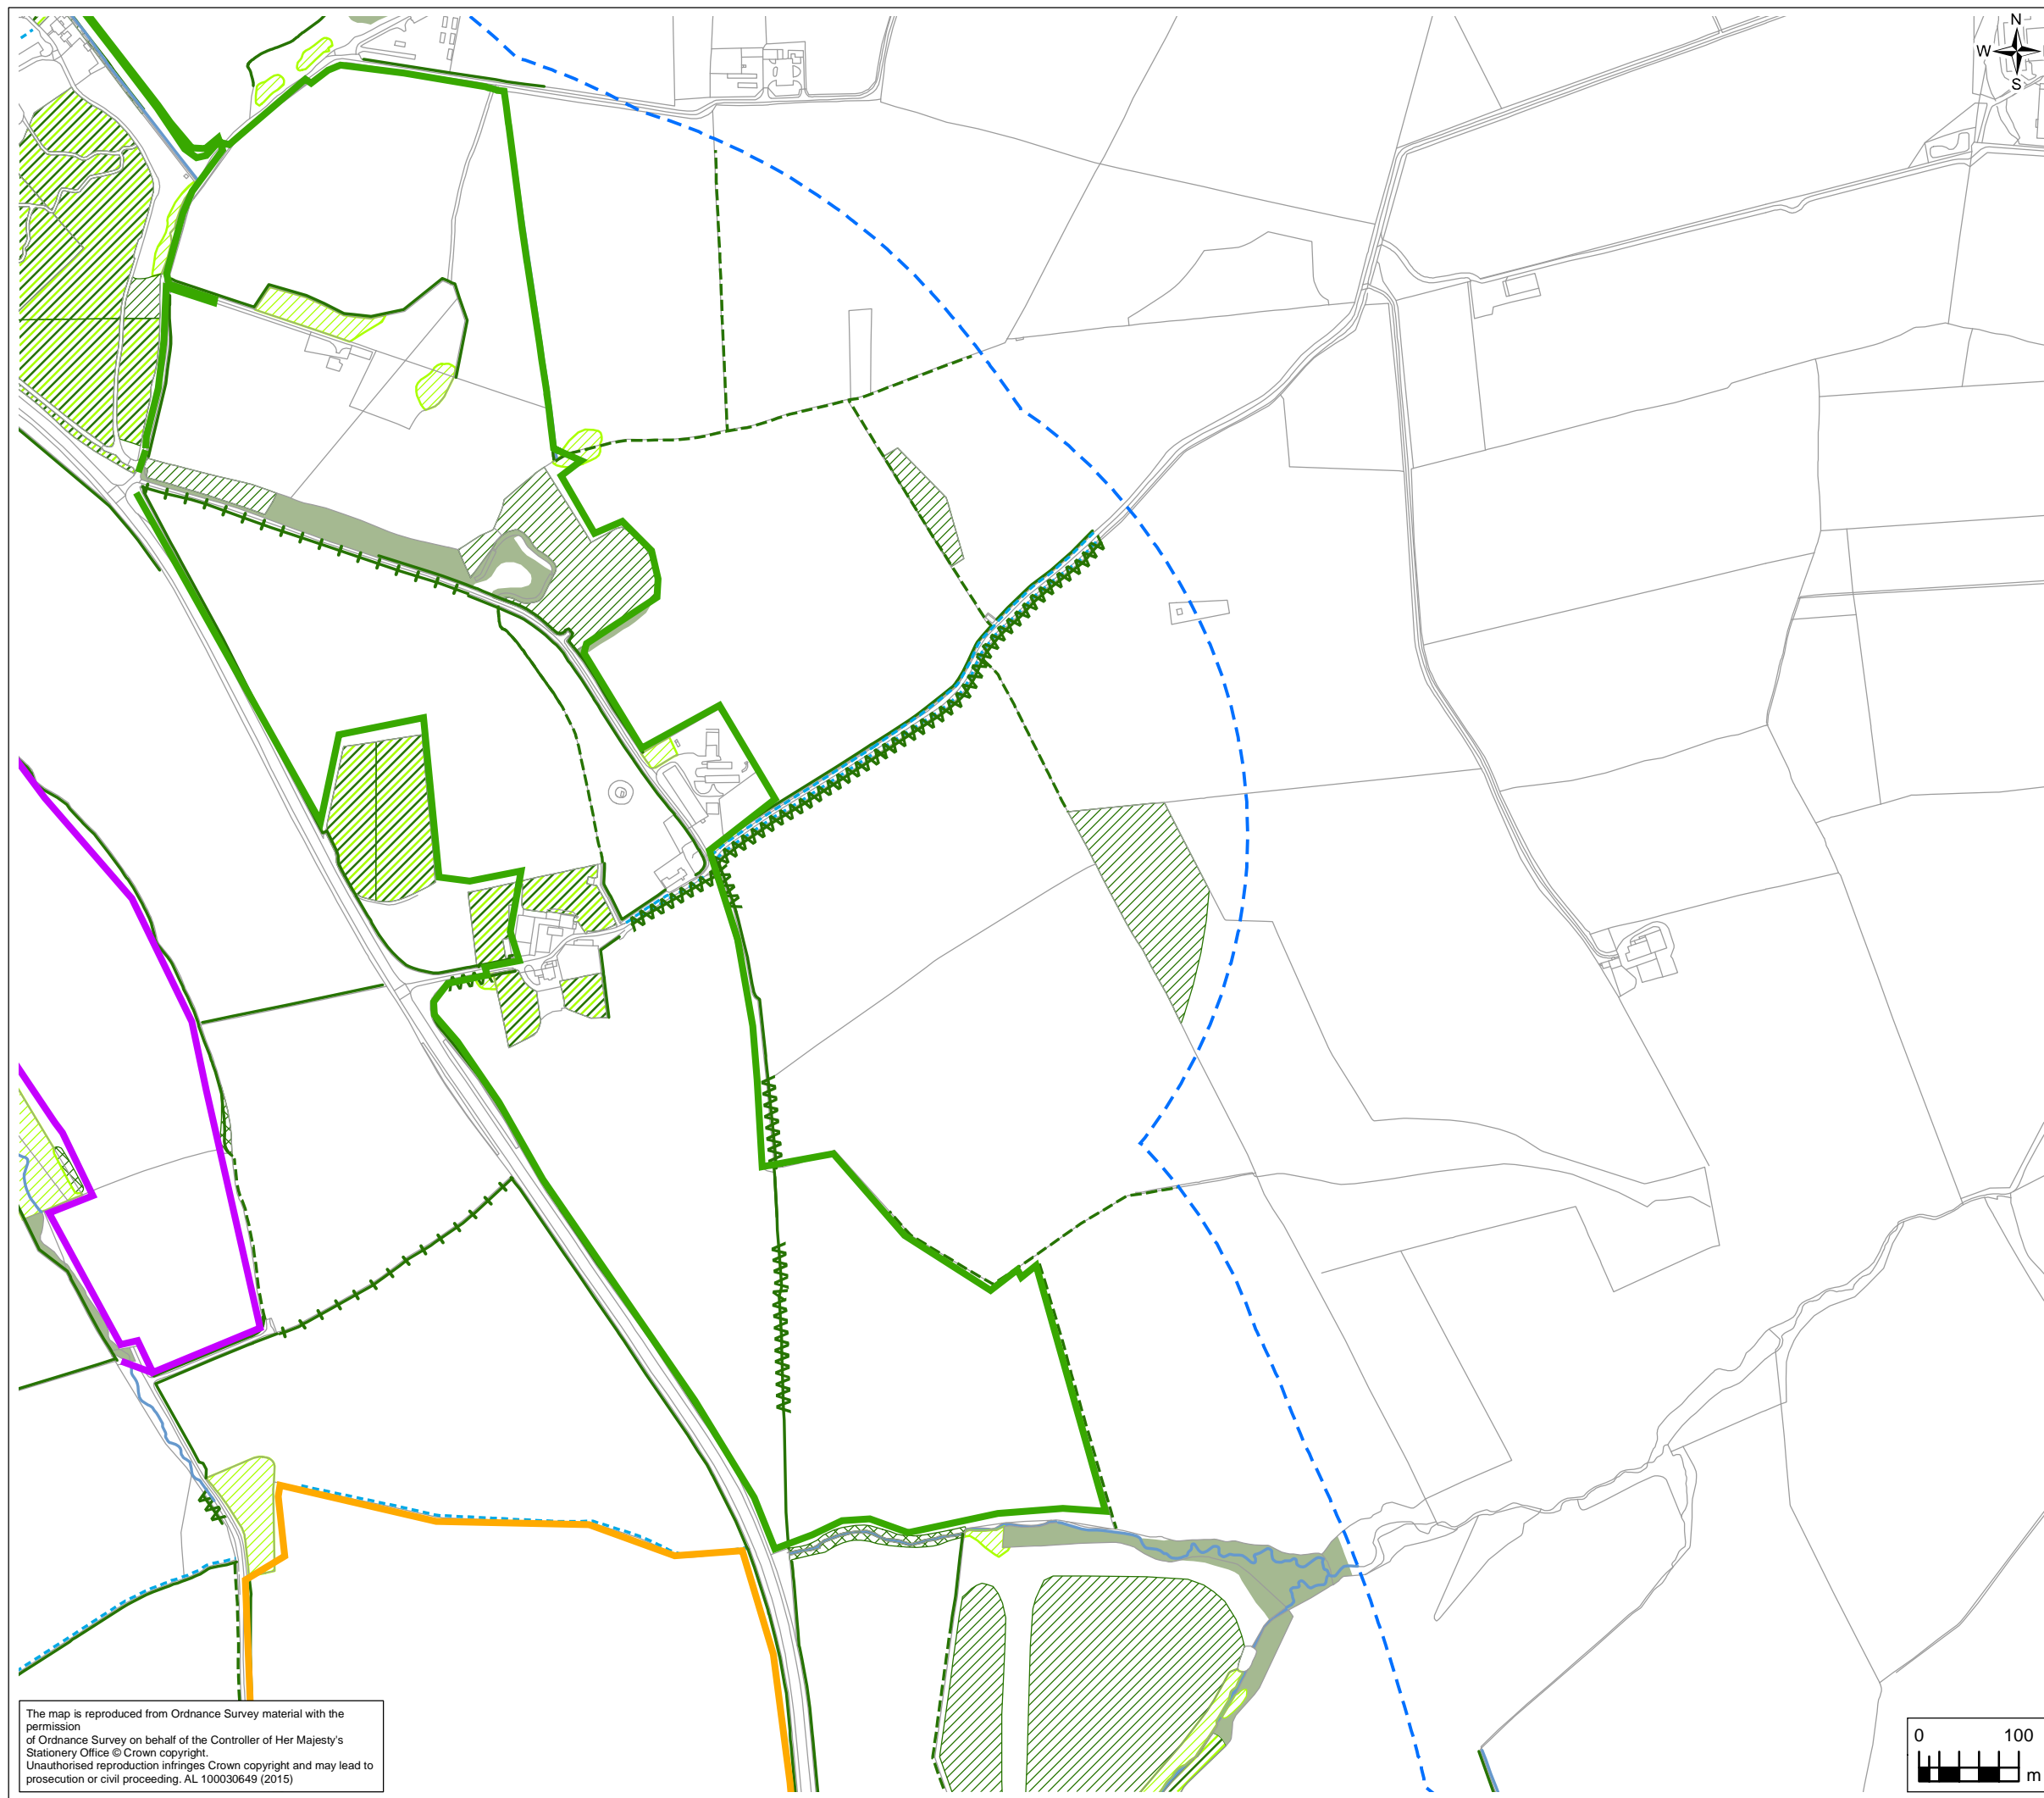 N
W
S
The map is reproduced from Ordnance Survey material with the
permission
of Ordnance Survey on behalf of the Controller of Her Majesty's
Stationery Office © Crown copyright.
Unauthorised reproduction infringes Crown copyright and may lead to
prosecution or civil proceeding. AL 100030649 (2015)
0 100
m